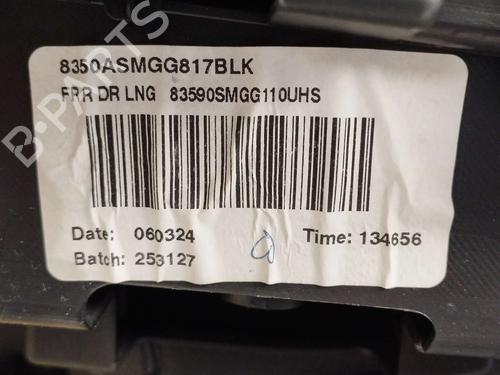 8350ASMGG817BLK
FRR DR LNG 83590SMGG110UHS
Date: 060324 Time: 134656
Batch: 253127
B PARTS